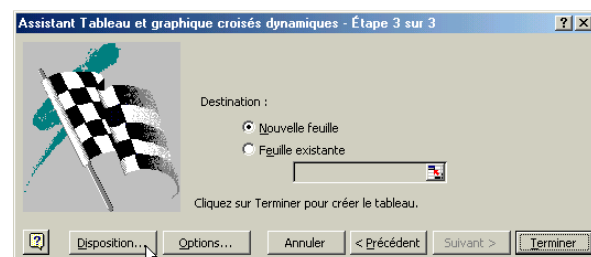 Assistant Tableau et graphique croisés dynamiques - Étape 3 sur 3
Destination :
Nouvelle feuille
Feuille existante
Cliquez sur Terminer pour créer le tableau.
Disposition... Options... Annuler < Précédent Suivant > Terminer